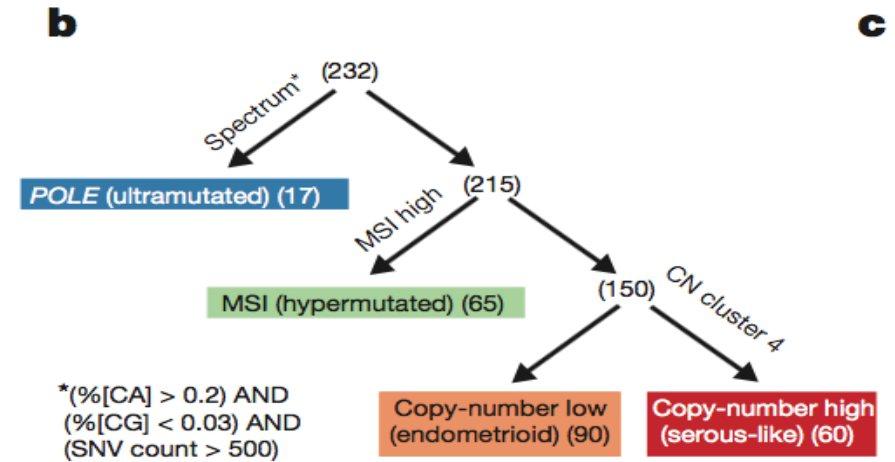 b
c
(232)
Spectrum*
POLE (ultramutated) (17)
(215)
MSI high
MSI (hypermutated) (65)
(150)
CN cluster 4
*(%[CA] > 0.2) AND
(%[CG] < 0.03) AND
(SNV count > 500)
Copy-number low
(endometrioid) (90)
Copy-number high
(serous-like) (60)